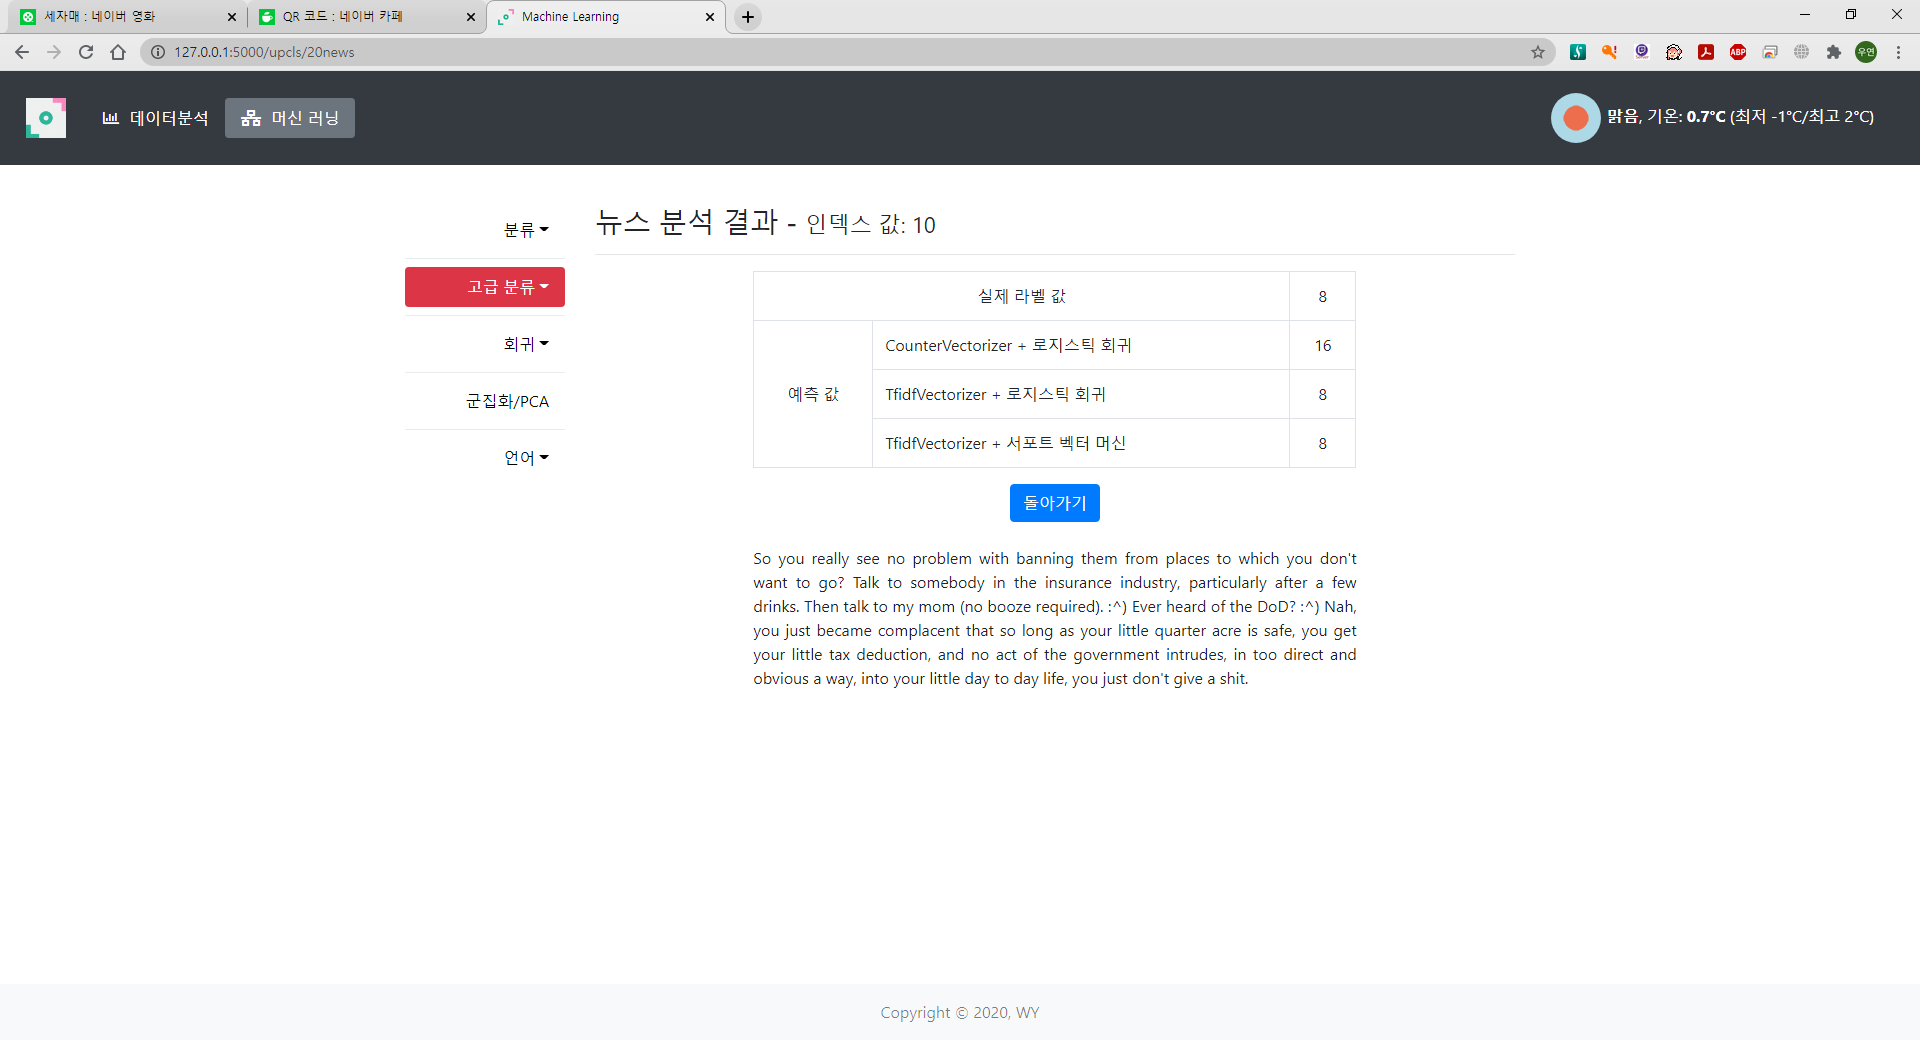 세자매 : 네이버 영화
QR 코드 : 네이버 카페
Machine Learning
127.0.0.1:5000/upcls/20news
ABP
우연
데이터분석
머신 러닝
맑음, 기온: 0.7°C (최저 -1°C/최고 2°C)
분류
고급 분류
회귀
군집화/PCA
언어
뉴스 분석 결과 - 인덱스 값: 10
실제 라벨 값 8
예측 값
CounterVectorizer + 로지스틱 회귀 16
TfidfVectorizer + 로지스틱 회귀 8
TfidfVectorizer + 서포트 벡터 머신 8
돌아가기
So you really see no problem with banning them from places to which you don't
want to go? Talk to somebody in the insurance industry, particularly after a few
drinks. Then talk to my mom (no booze required). :^) Ever heard of the DoD? :^) Nah,
you just became complacent that so long as your little quarter acre is safe, you get
your little tax deduction, and no act of the government intrudes, in too direct and
obvious a way, into your little day to day life, you just don't give a shit.
Copyright © 2020, WY